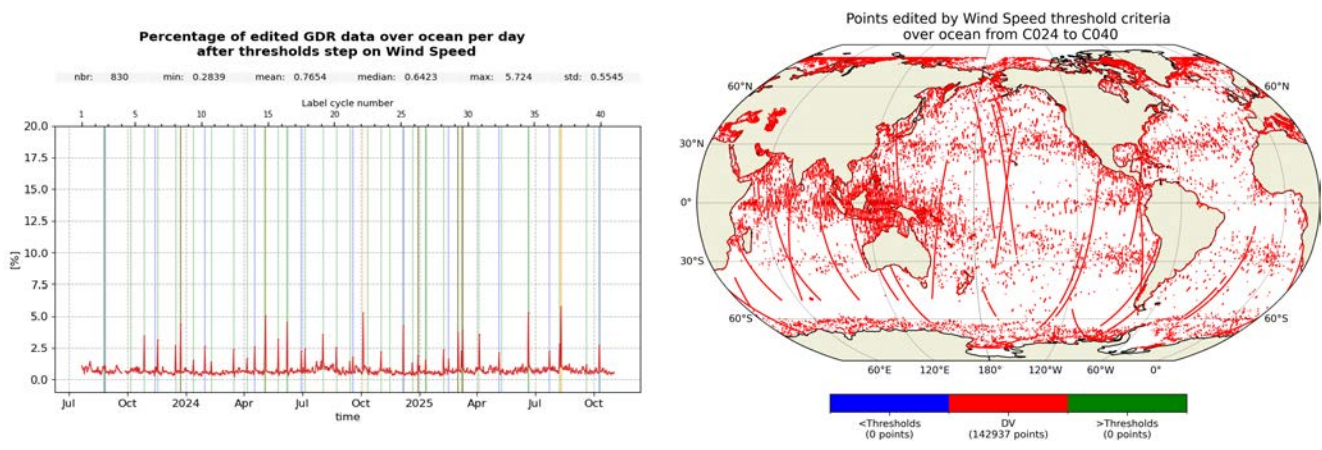 Percentage of edited GDR data over ocean per day
after thresholds step on Wind Speed
nbr: 830 min: 0.2839 mean: 0.7654 median: 0.6423 max: 5.724 std: 0.5545
Label cycle number
1 5 10 15 20 26 30 34 40
20.0
17.5
15.0
12.5
10.0
7.5
5.0
2.5
0.0
[%]
Jul Oct 2024 Apr Jul Oct 2025 Apr Jul Oct
time
Points edited by Wind Speed threshold criteria
over ocean from C024 to C040
60°N 60°N
30°N 30°N
0° 0°
30°S 30°S
60°S 60°S
60°E 120°E 180° 120°W 60°W 0°
<Thresholds
(0 points)
DV
(142937 points)
>Thresholds
(0 points)